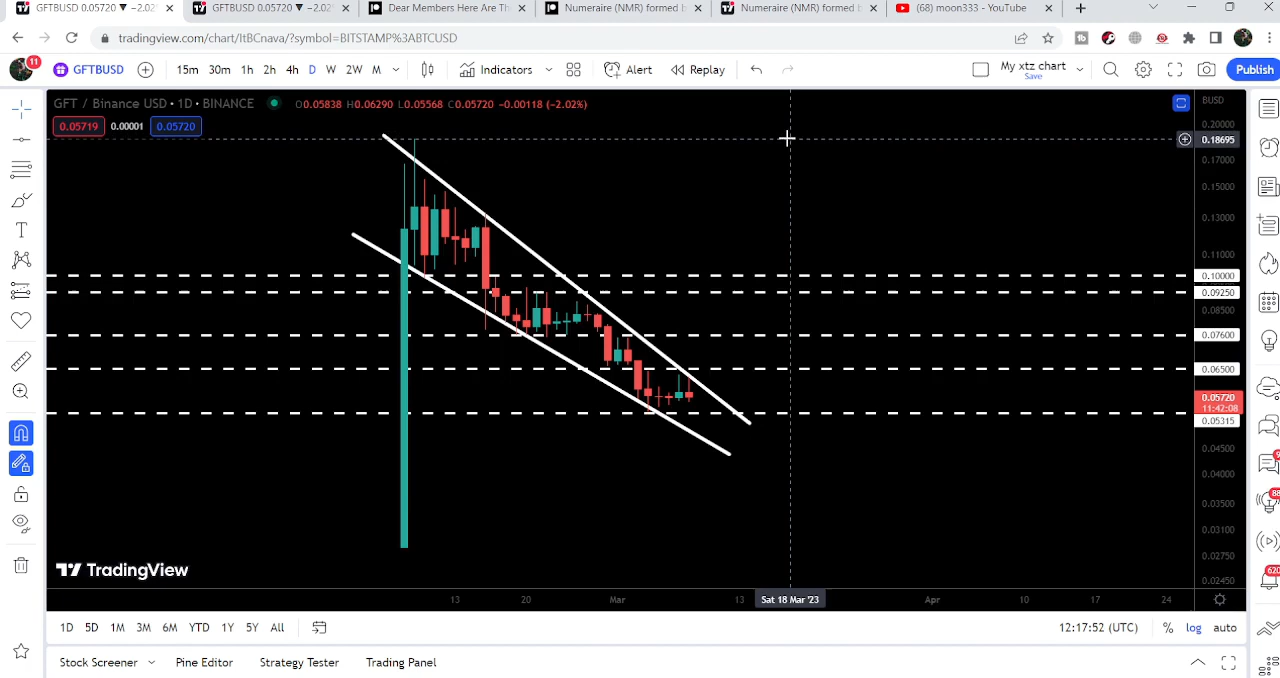 GFTBUSD 0.05720 ▼ −2.02
GFTBUSD 0.05720 ▼ −2.02
Dear Members Here Are Th
Numeraire (NMR) formed b
Numeraire (NMR) formed b
(68) moon333 - YouTube
tradingview.com/chart/ItBCnava/?symbol=BITSTAMP%3ABTCUSD
11
GFTBUSD
15m 30m 1h 2h 4h D W 2W M
Indicators
Alert
Replay
My xtz chart
Save
Publish
GFT / Binance USD • 1D • BINANCE
O0.05838 H0.06290 L0.05568 C0.05720 −0.00118 (−2.02%)
BUSD
0.05719 0.00001 0.05720
0.20000
0.18695
0.17000
0.15000
0.13000
0.11000
0.10000
0.09250
0.08500
0.07600
0.06500
0.05720
11:42:08
0.05315
0.04500
0.04000
0.03500
0.03100
0.02750
0.02450
TradingView
13 20 Mar 13 Sat 18 Mar '23 Apr 10 17 24
1D 5D 1M 3M 6M YTD 1Y 5Y All
12:17:52 (UTC) % log auto
Stock Screener Pine Editor Strategy Tester Trading Panel